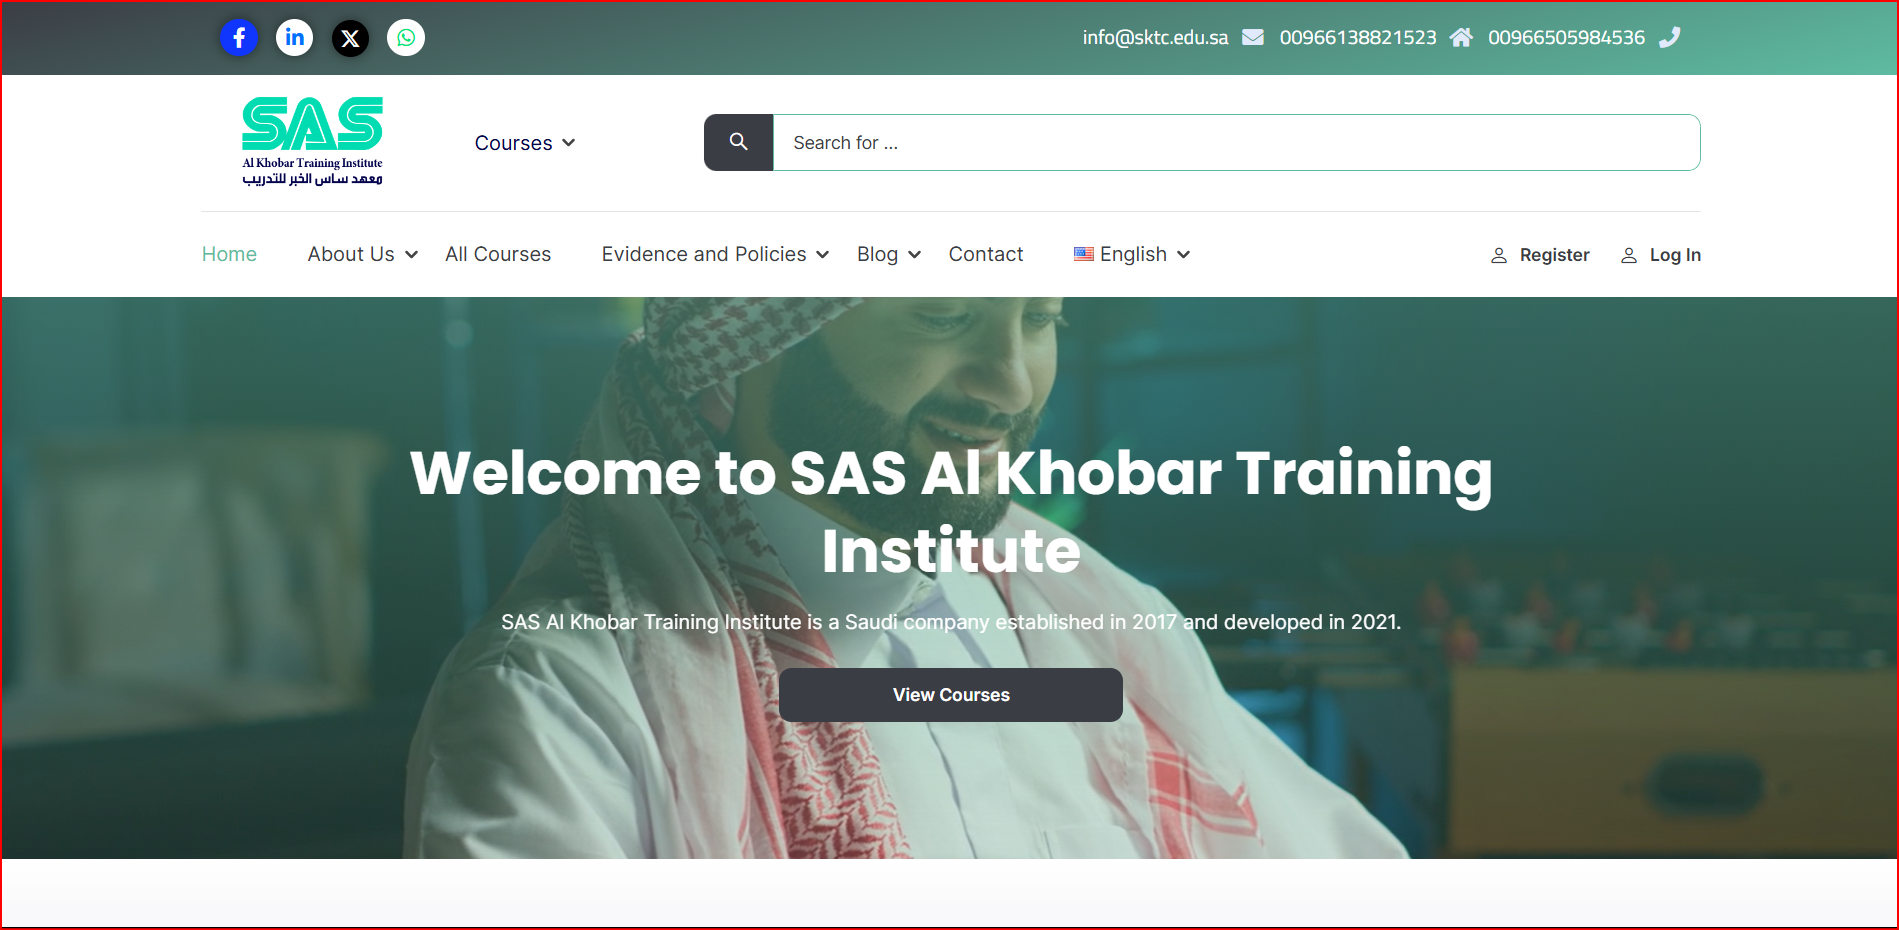 info@sktc.edu.sa 00966138821523 00966505984536
SAS
Al Khobar Training Institute
معهد ساس الخبر للتدريب
Courses
Search for ...
Home About Us All Courses Evidence and Policies Blog Contact English Register Log In
Welcome to SAS Al Khobar Training
Institute
SAS Al Khobar Training Institute is a Saudi company established in 2017 and developed in 2021.
View Courses